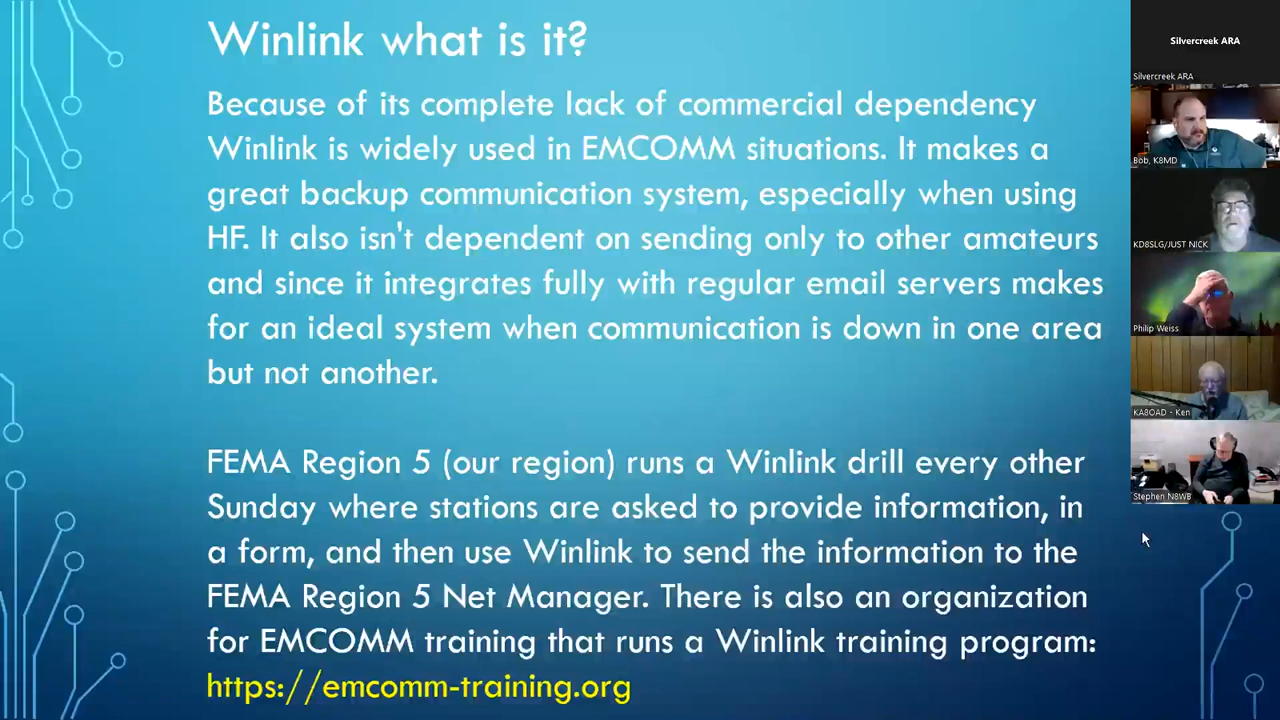 Winlink what is it?
Because of its complete lack of commercial dependency
Winlink is widely used in EMCOMM situations. It makes a
great backup communication system, especially when using
HF. It also isn't dependent on sending only to other amateurs
and since it integrates fully with regular email servers makes
for an ideal system when communication is down in one area
but not another.
FEMA Region 5 (our region) runs a Winlink drill every other
Sunday where stations are asked to provide information, in
a form, and then use Winlink to send the information to the
FEMA Region 5 Net Manager. There is also an organization
for EMCOMM training that runs a Winlink training program:
https://emcomm-training.org
Silvercreek ARA
Silvercreek ARA
Bob, K8MD
KD8SLG/JUST NICK
Philip Weiss
KA8OAD - Ken
Stephen N8WB